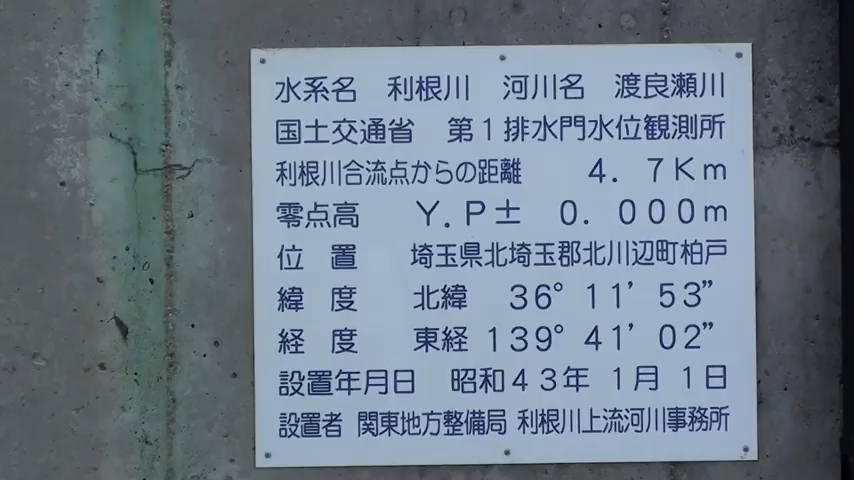 水系名 利根川 河川名 渡良瀬川
国土交通省 第1排水門水位観測所
利根川合流点からの距離 4.7Km
零点高 Y.P± 0.000m
位置 埼玉県北埼玉郡北川辺町柏戸
緯度 北緯 36°11'53"
経度 東経 139°41'02"
設置年月日 昭和43年1月1日
設置者 関東地方整備局 利根川上流河川事務所